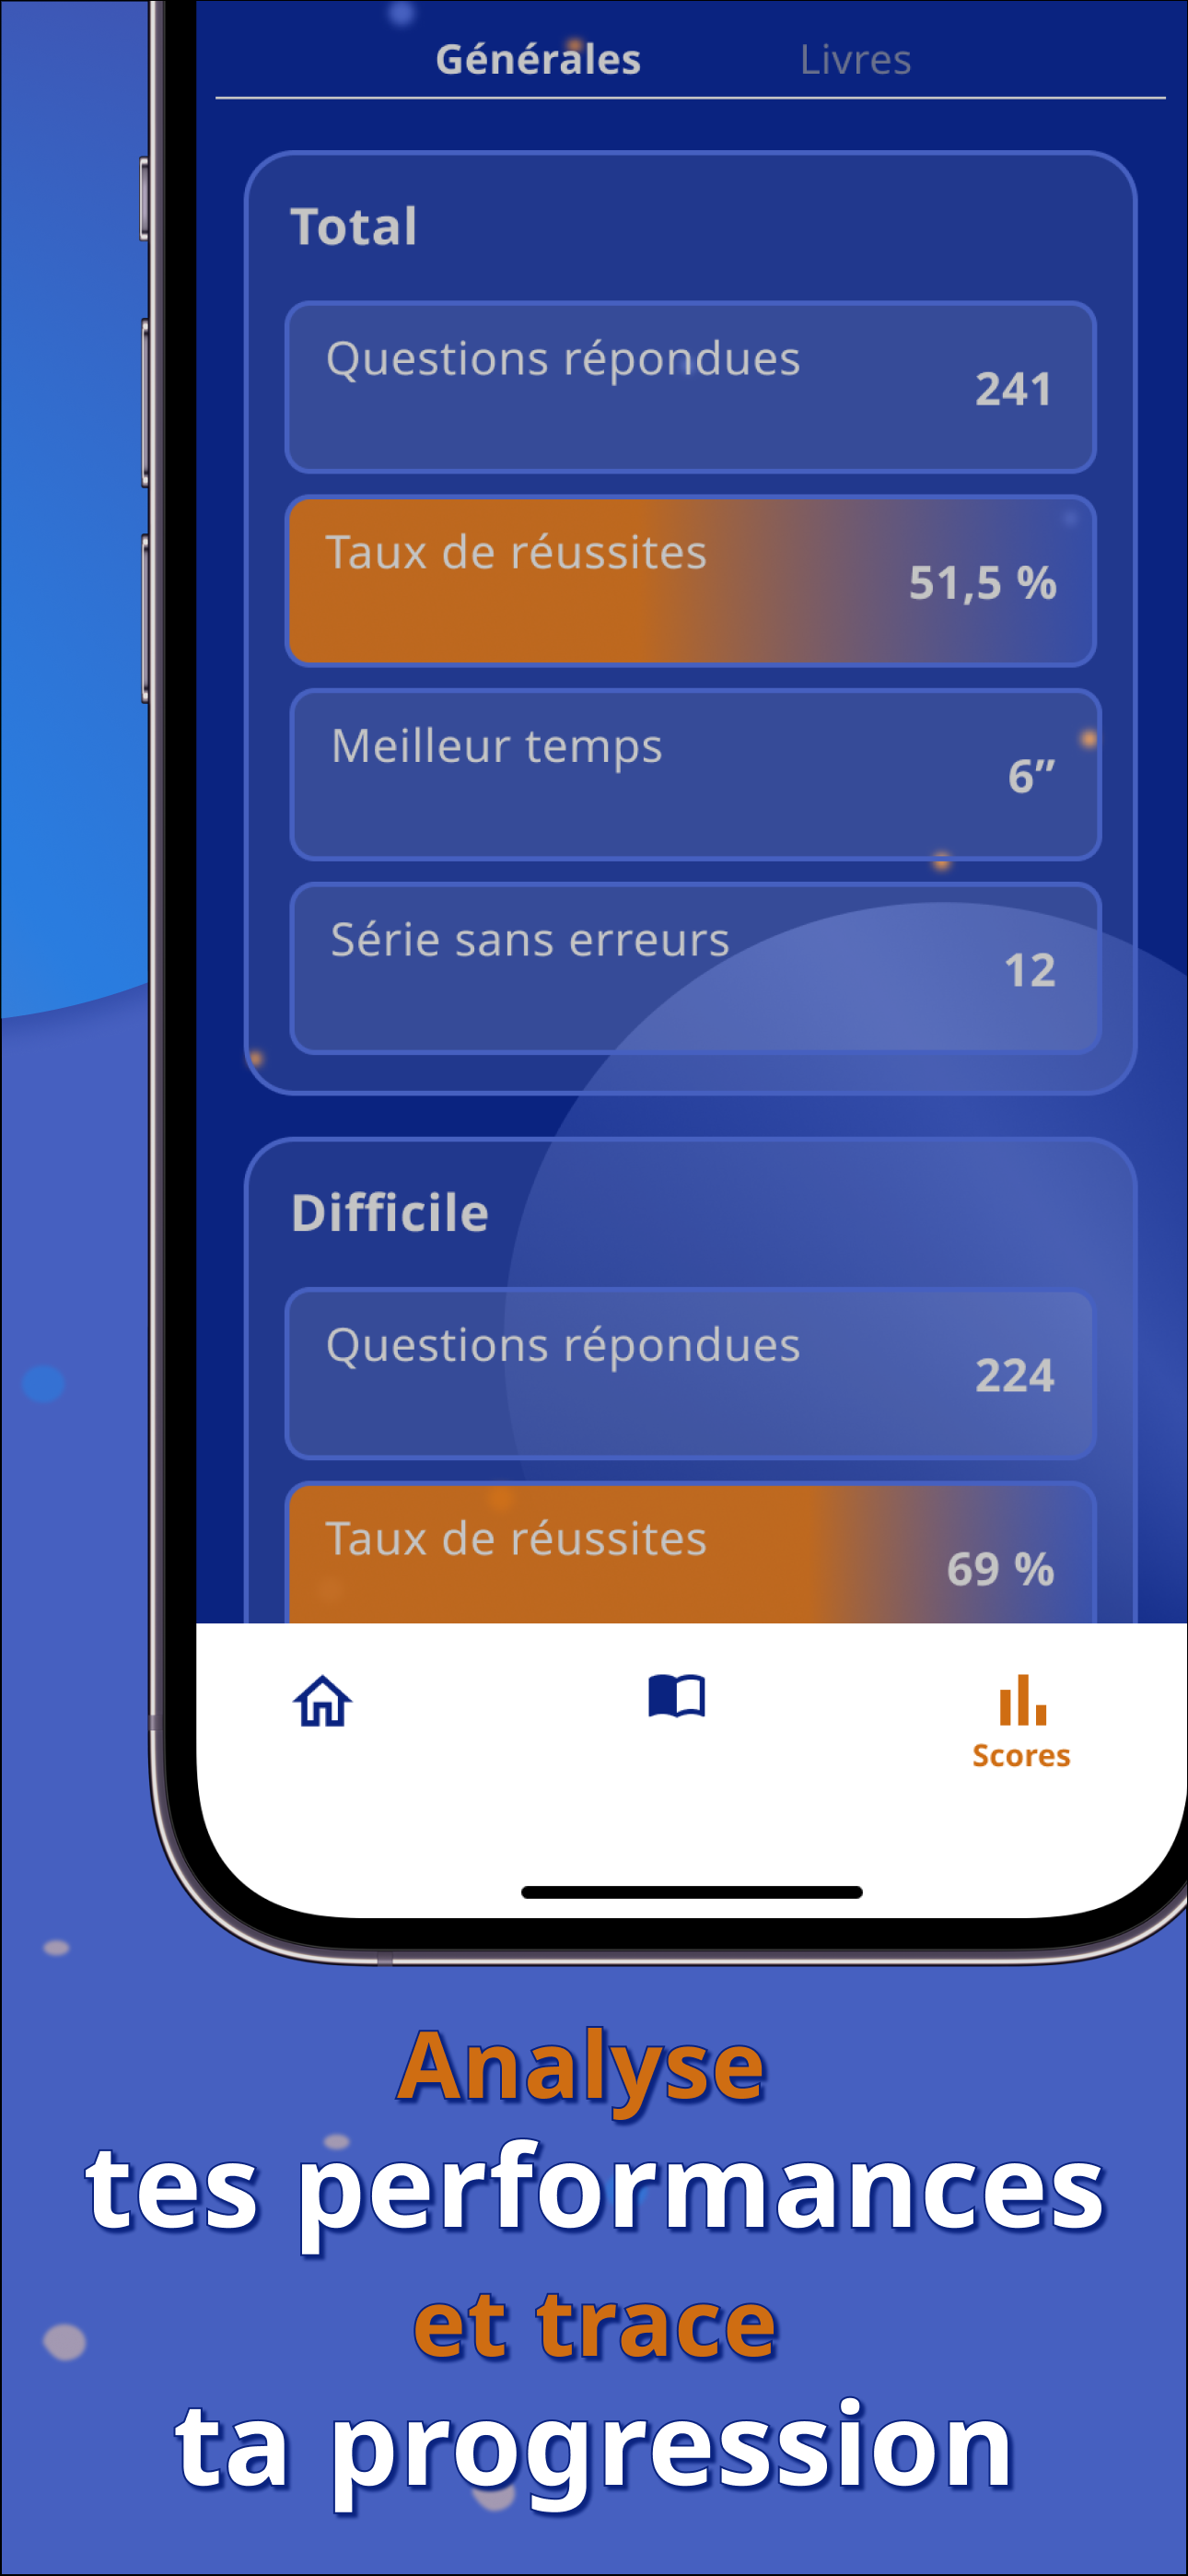 Générales Livres
Total
Questions répondues
241
Taux de réussites
51,5 %
Meilleur temps
6”
Série sans erreurs
12
Difficile
Questions répondues
224
Taux de réussites
69 %
Scores
Analyse
tes performances
et trace
ta progression